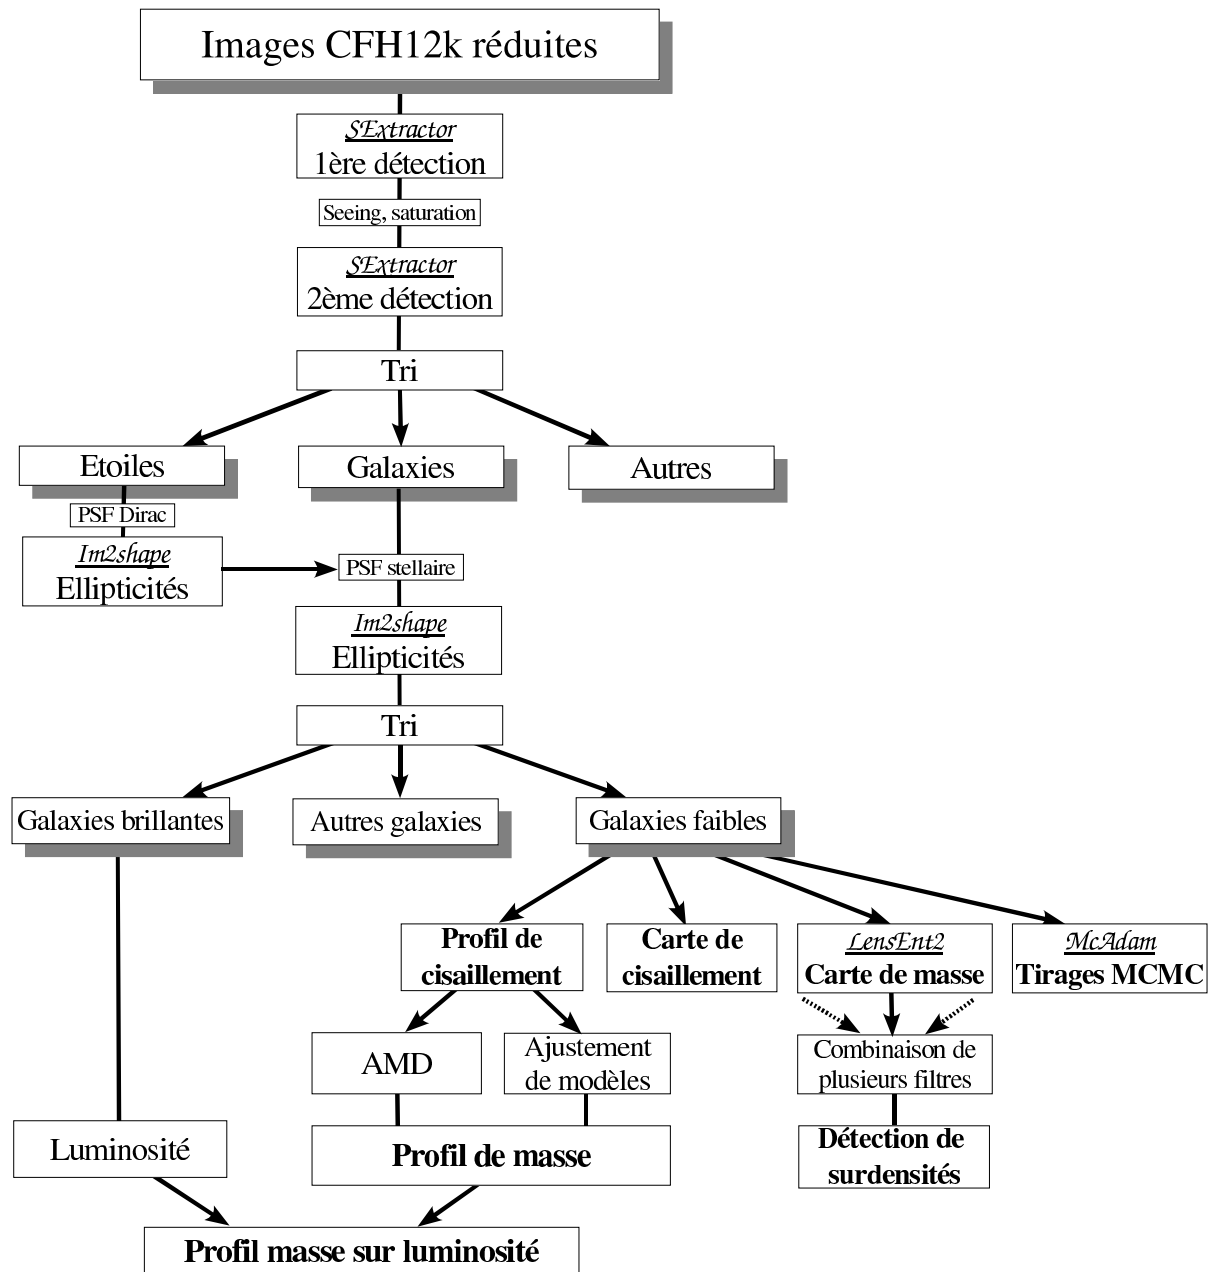 Images CFH12k réduites
SExtractor
1ère détection
Seeing, saturation
SExtractor
2ème détection
Tri
Etoiles
Galaxies
Autres
PSF Dirac
Im2shape
Ellipticités
PSF stellaire
Im2shape
Ellipticités
Tri
Galaxies brillantes
Autres galaxies
Galaxies faibles
Profil de
cisaillement
Carte de
cisaillement
LensEnt2
Carte de masse
McAdam
Tirages MCMC
AMD
Ajustement
de modèles
Combinaison de
plusieurs filtres
Luminosité
Profil de masse
Détection de
surdensités
Profil masse sur luminosité